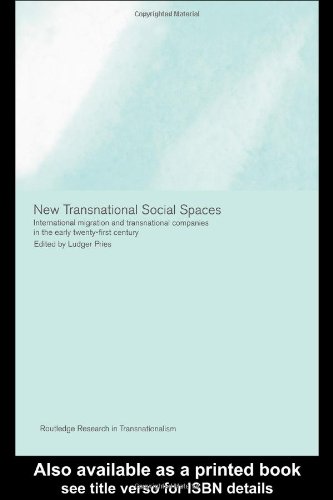 Copyrighted Material
New Transnational Social Spaces
International migration and transnational companies
in the early twenty-first century
Edited by Ludger Pries
Routledge Research in Transnationalism
Also available as a printed book
see title verso for ISBN details